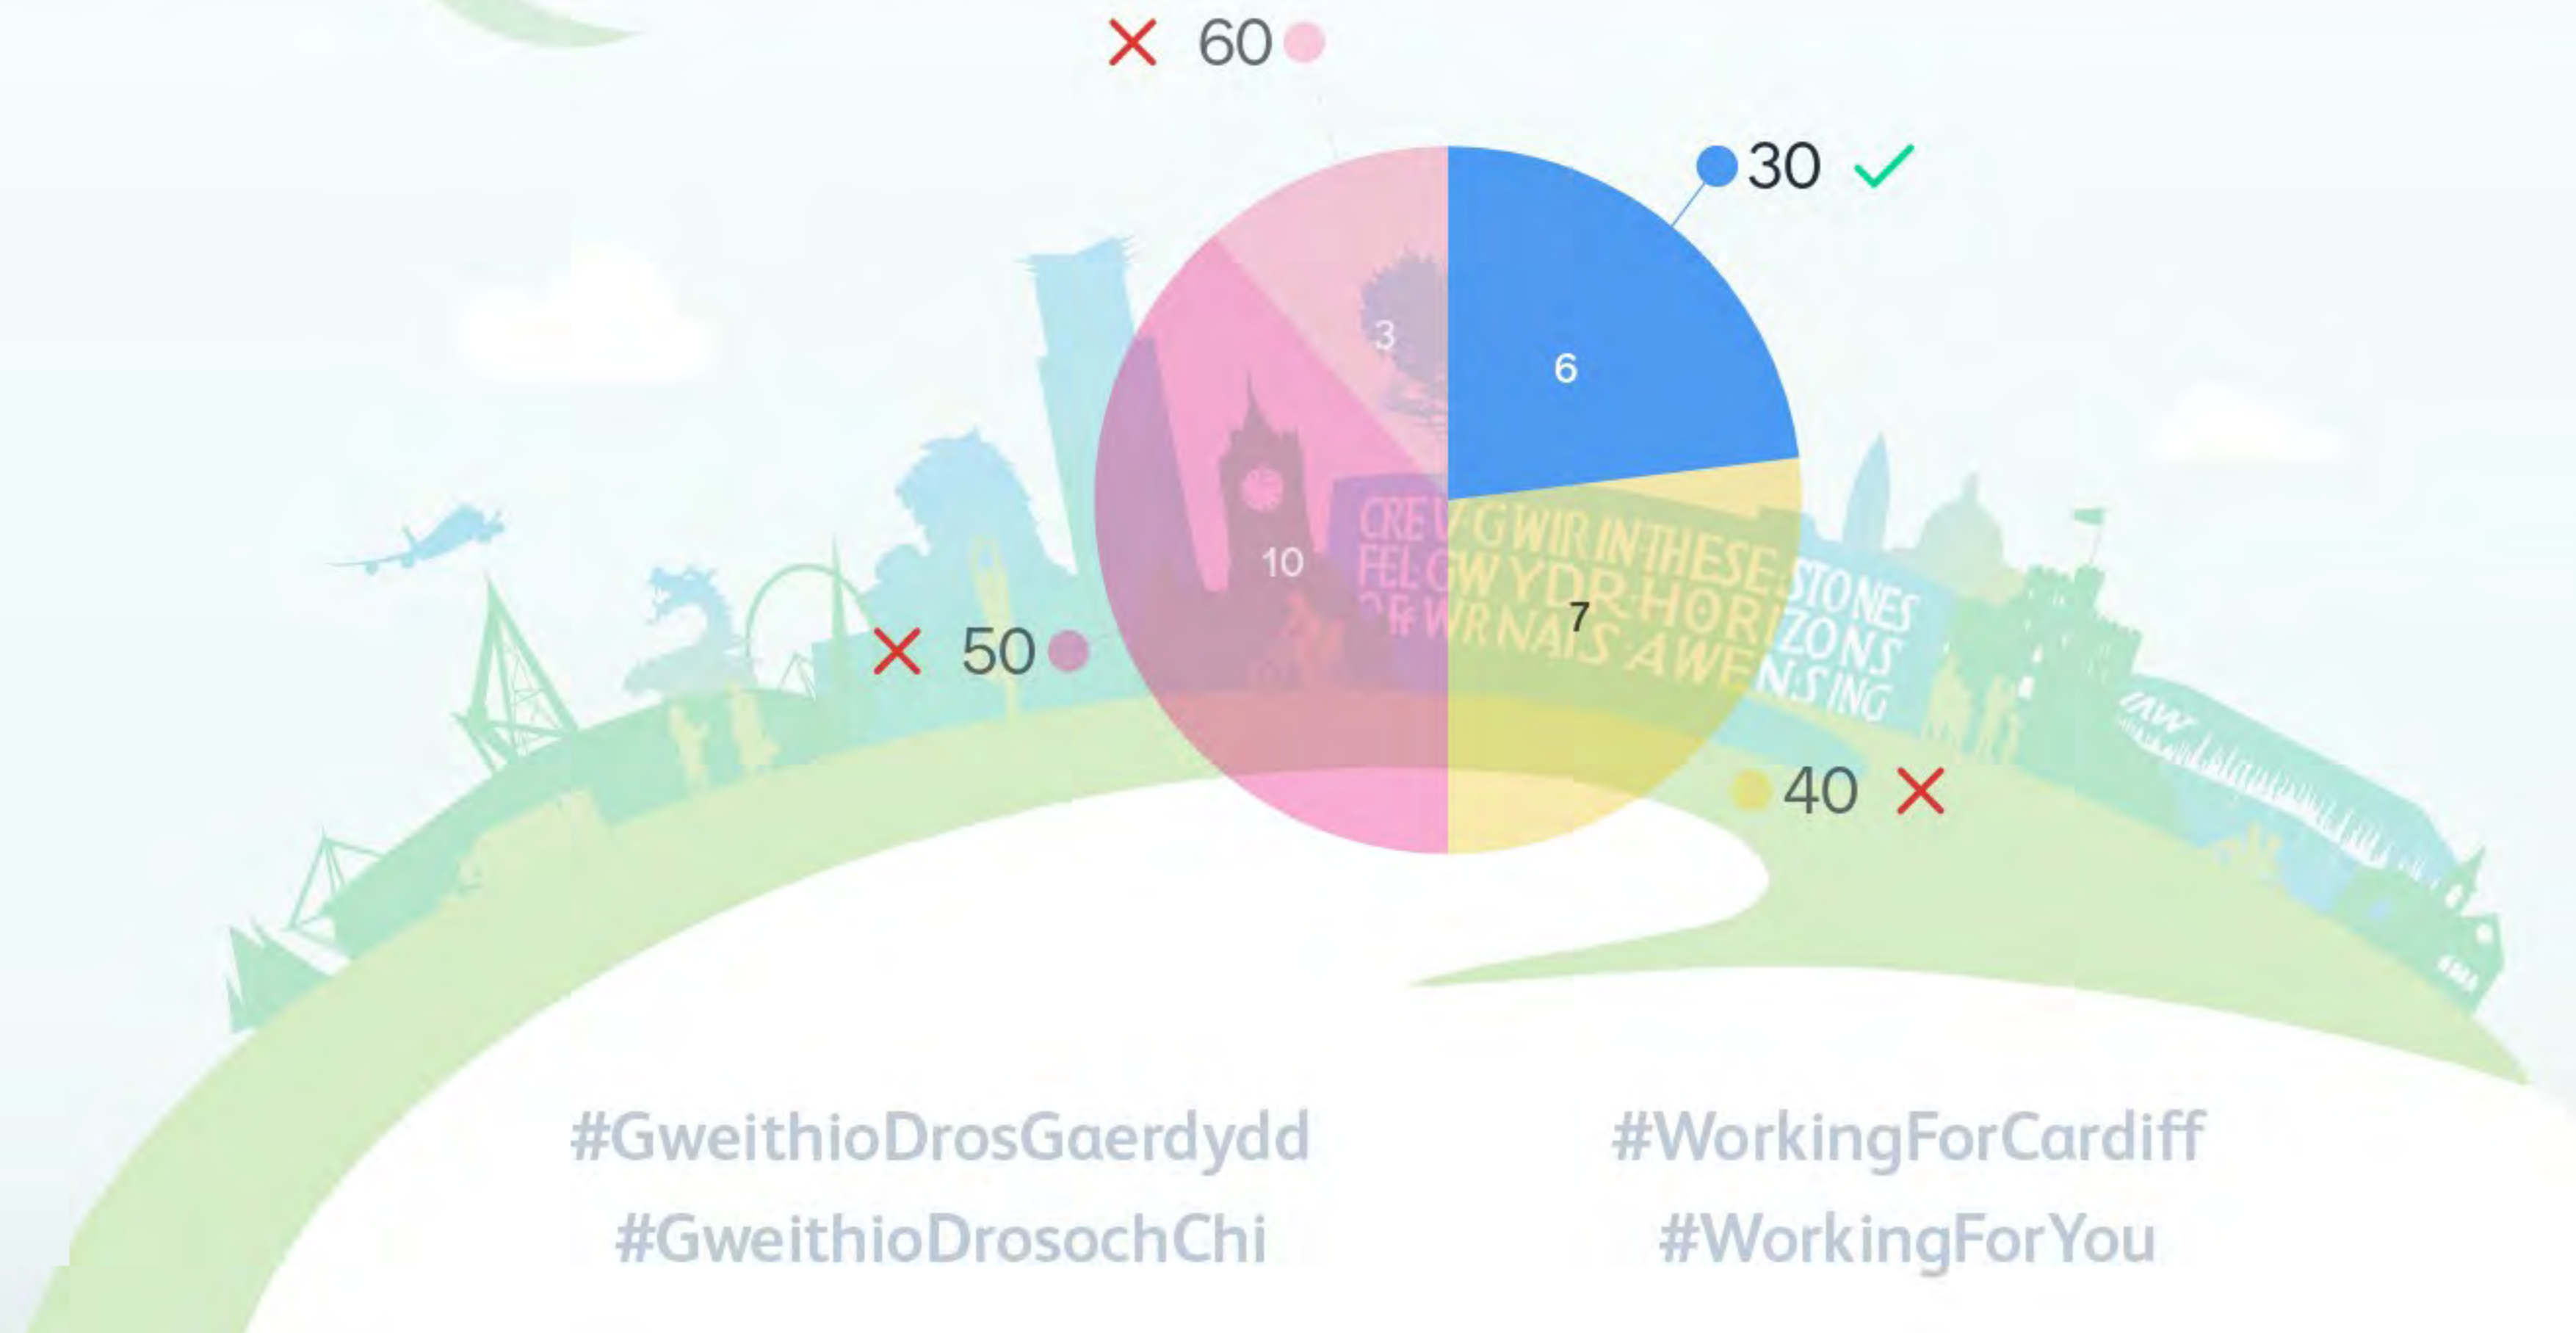 60
30
3
6
CREU·GWIR IN·THESE·STONES
FEL·GWYDR·HORIZONS
O FFWRNAIS·AWEN·SING
10
7
50
40
#GweithioDrosGaerdydd
#WorkingForCardiff
#GweithioDrosochChi
#WorkingForYou